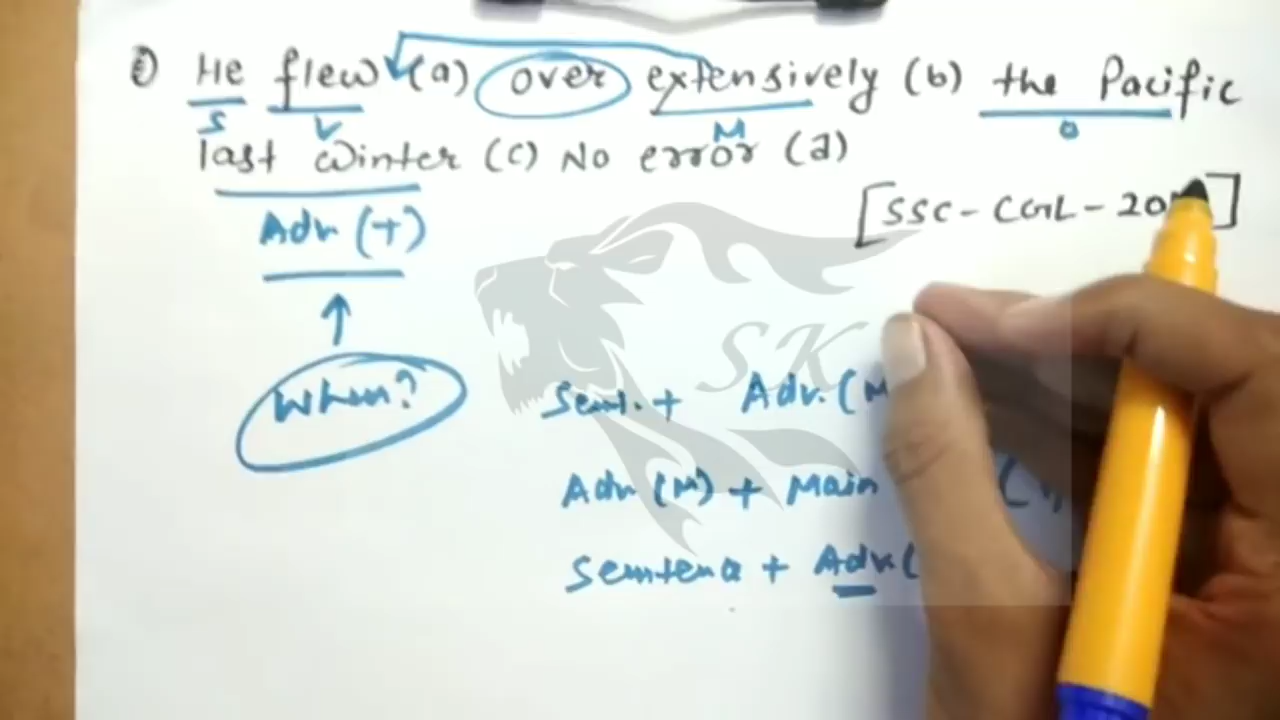 He flew (a) over extensively (b) the Pacific
S V M O
last winter (c) No error (d)
Adv (T)
[SSC - CGL - 20
When?
SK
Sent. + Adv. (M
Adv (M) + Main (
Sentence + Adv. (